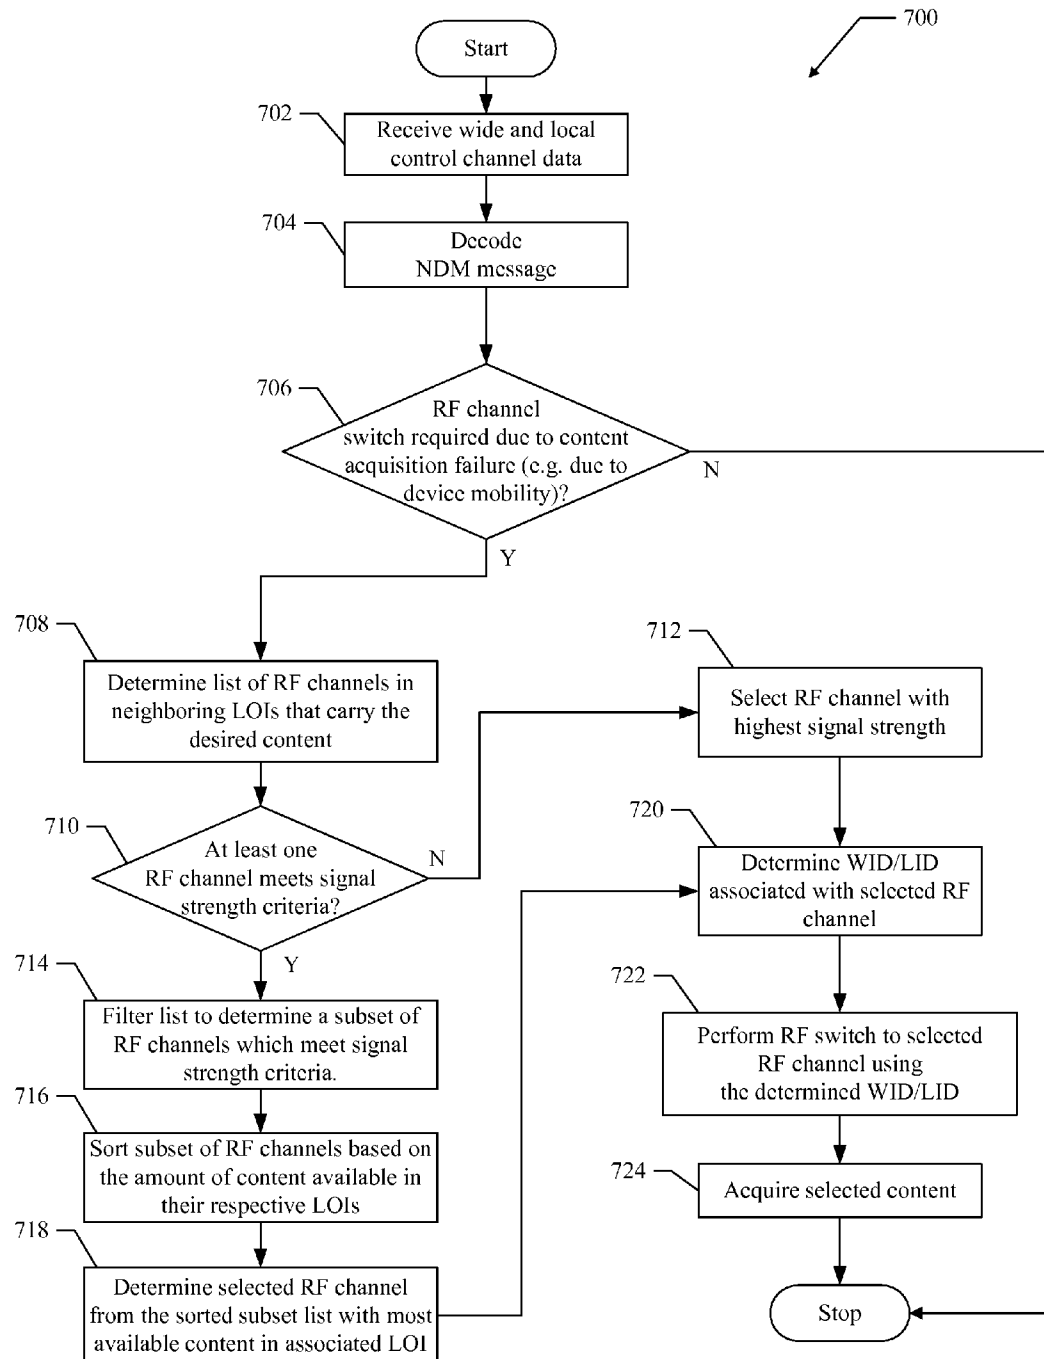 700
Start
702
Receive wide and local
control channel data
704
Decode
NDM message
706
RF channel
switch required due to content
acquisition failure (e.g. due to
device mobility)?
N
Y
708
Determine list of RF channels in
neighboring LOIs that carry the
desired content
710
At least one
RF channel meets signal
strength criteria?
N
Y
712
Select RF channel with
highest signal strength
714
Filter list to determine a subset of
RF channels which meet signal
strength criteria.
716
Sort subset of RF channels based on
the amount of content available in
their respective LOIs
718
Determine selected RF channel
from the sorted subset list with most
available content in associated LOI
720
Determine WID/LID
associated with selected RF
channel
722
Perform RF switch to selected
RF channel using
the determined WID/LID
724
Acquire selected content
Stop